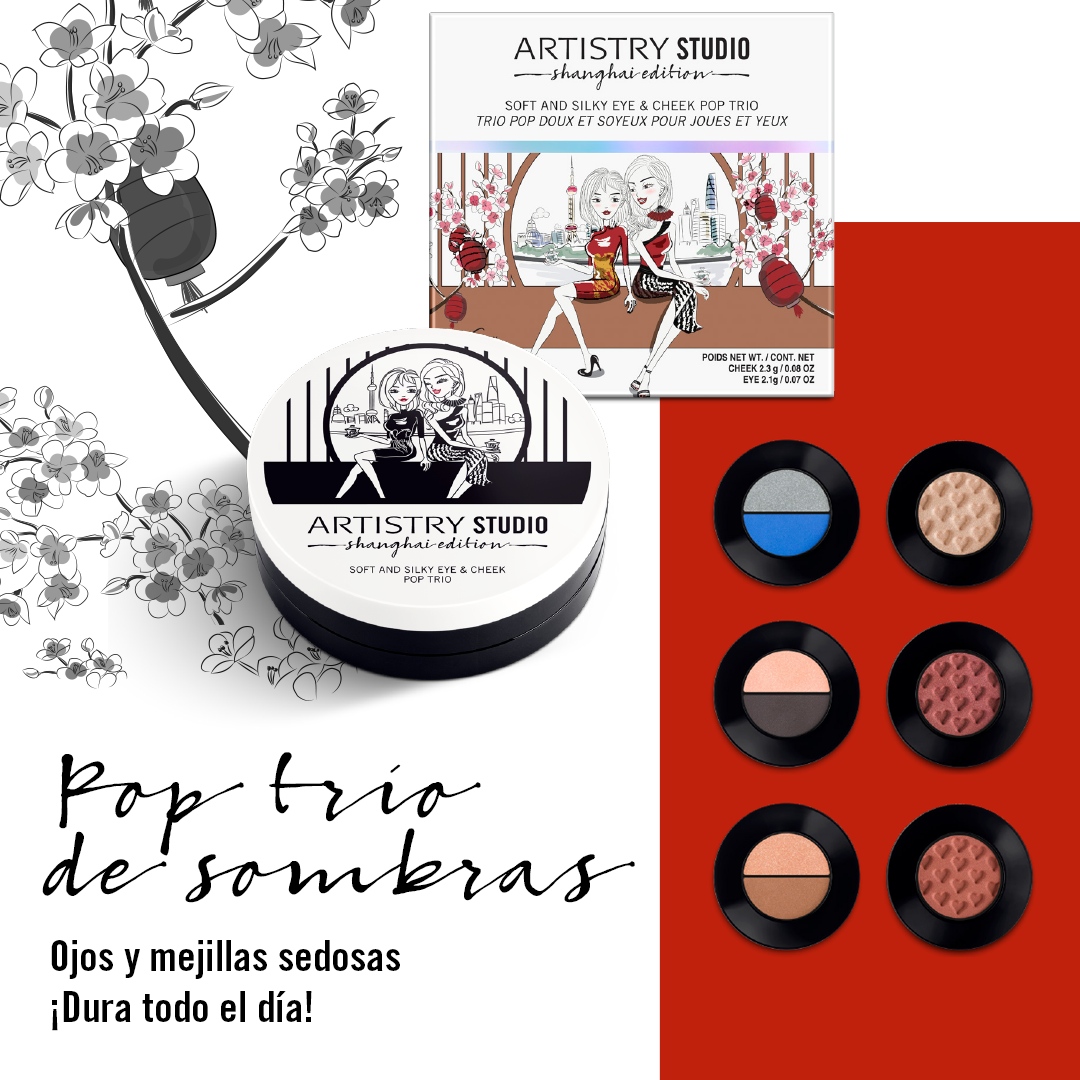 ARTISTRY STUDIO
shanghai edition
SOFT AND SILKY EYE & CHEEK POP TRIO
TRIO POP DOUX ET SOYEUX POUR JOUES ET YEUX
POIDS NET WT. / CONT. NET
CHEEK 2.3 g / 0.08 OZ
EYE 2.1g / 0.07 OZ
ARTISTRY STUDIO
shanghai edition
SOFT AND SILKY EYE & CHEEK
POP TRIO
Pop trío
de sombras
Ojos y mejillas sedosas
¡Dura todo el día!